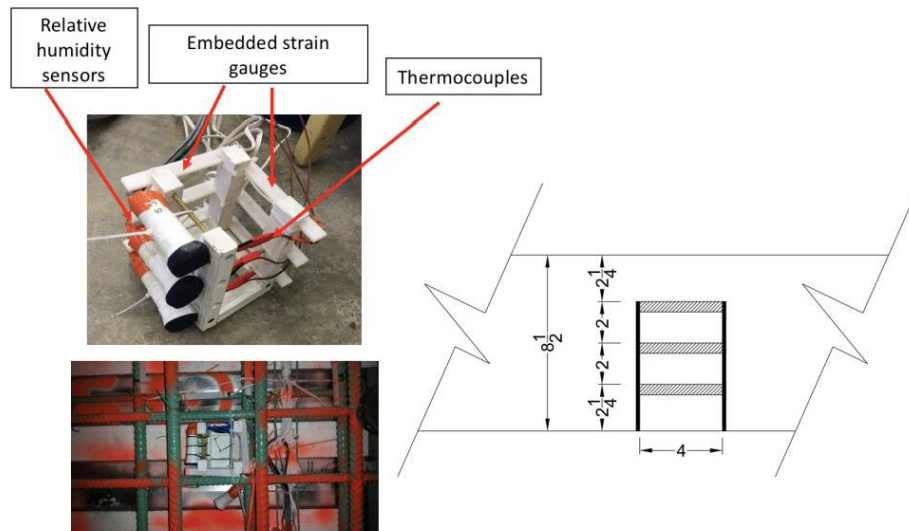 Relative
humidity
sensors
Embedded strain
gauges
Thermocouples
8 1/2
2 1/4
2
2
2 1/4
4